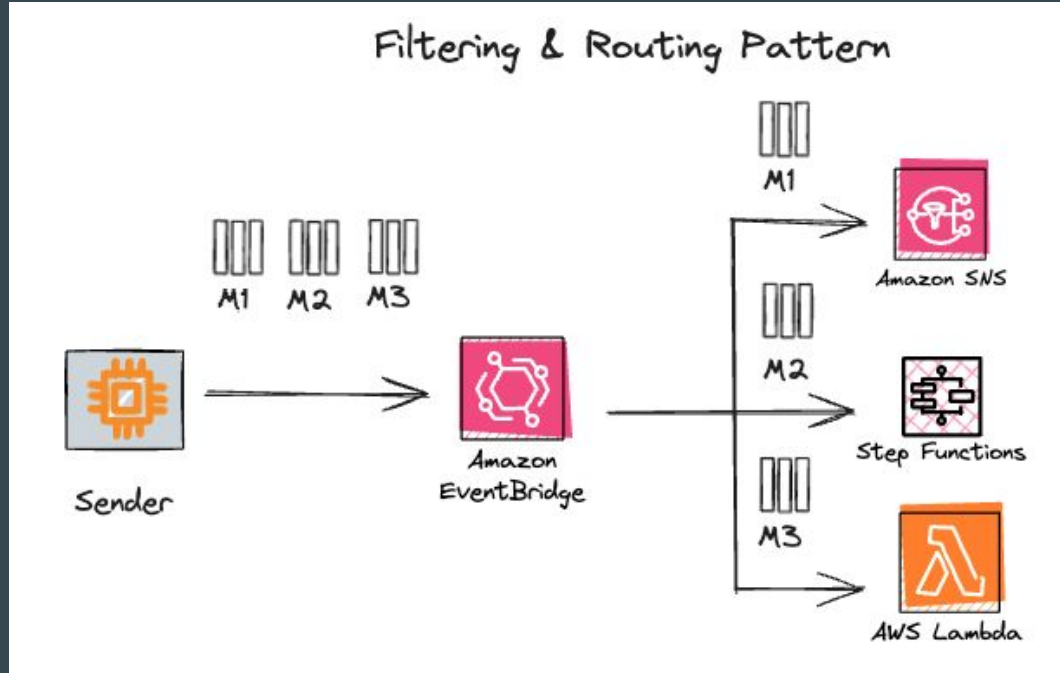 Filtering & Routing Pattern
M1
M1 M2 M3
Amazon SNS
M2
Sender
Amazon
EventBridge
Step Functions
M3
AWS Lambda